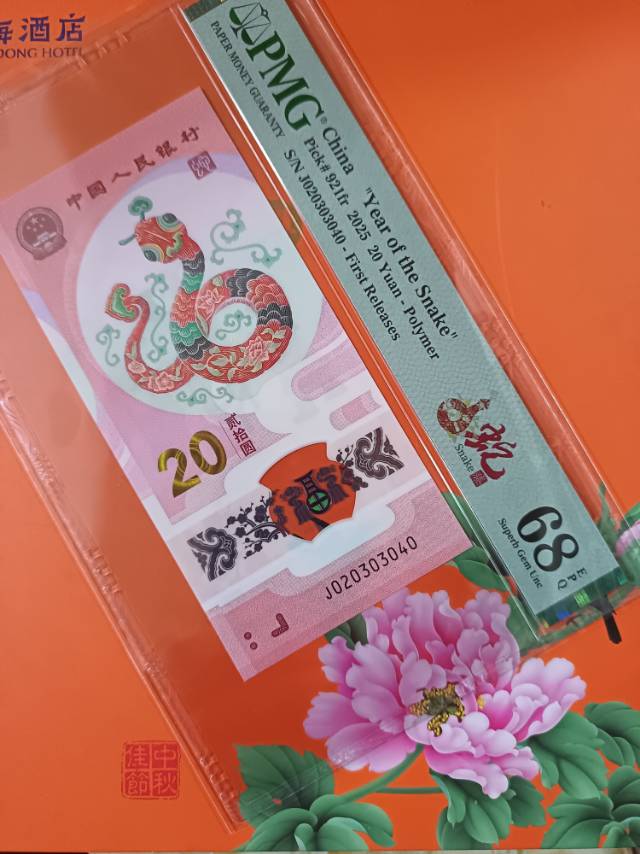 海酒店
DONG HOTEL
PMG®
PAPER MONEY GUARANTY
China
"Year of the Snake"
Pick# 921fr 2025 20 Yuan - Polymer
S/N J020303040 - First Releases
Snake
68
EPQ
Superb Gem Unc
中国人民银行
20
贰拾圆
J020303040
中秋
佳節